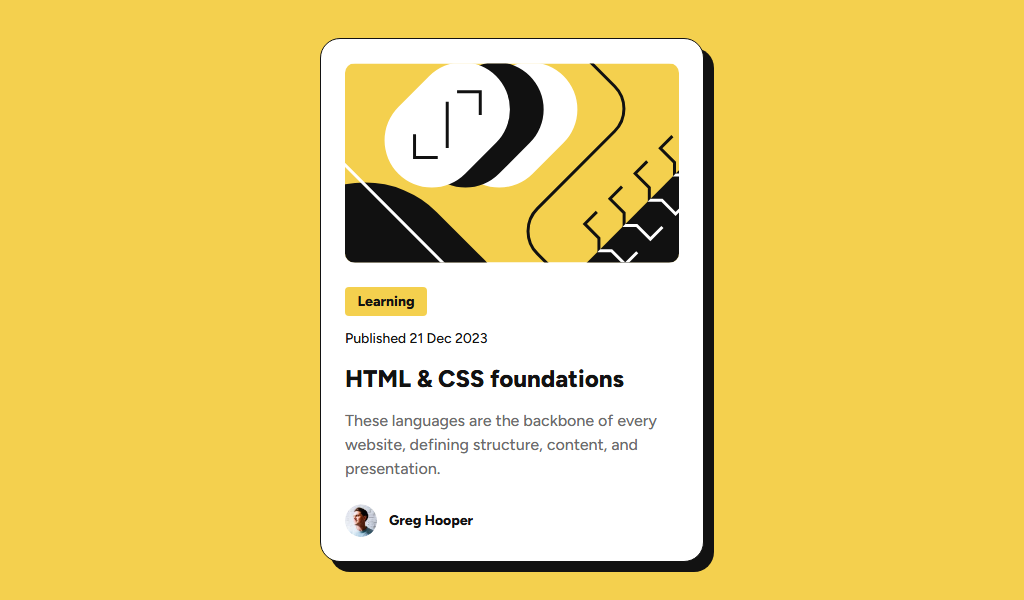 Learning
Published 21 Dec 2023
HTML & CSS foundations
These languages are the backbone of every
website, defining structure, content, and
presentation.
Greg Hooper